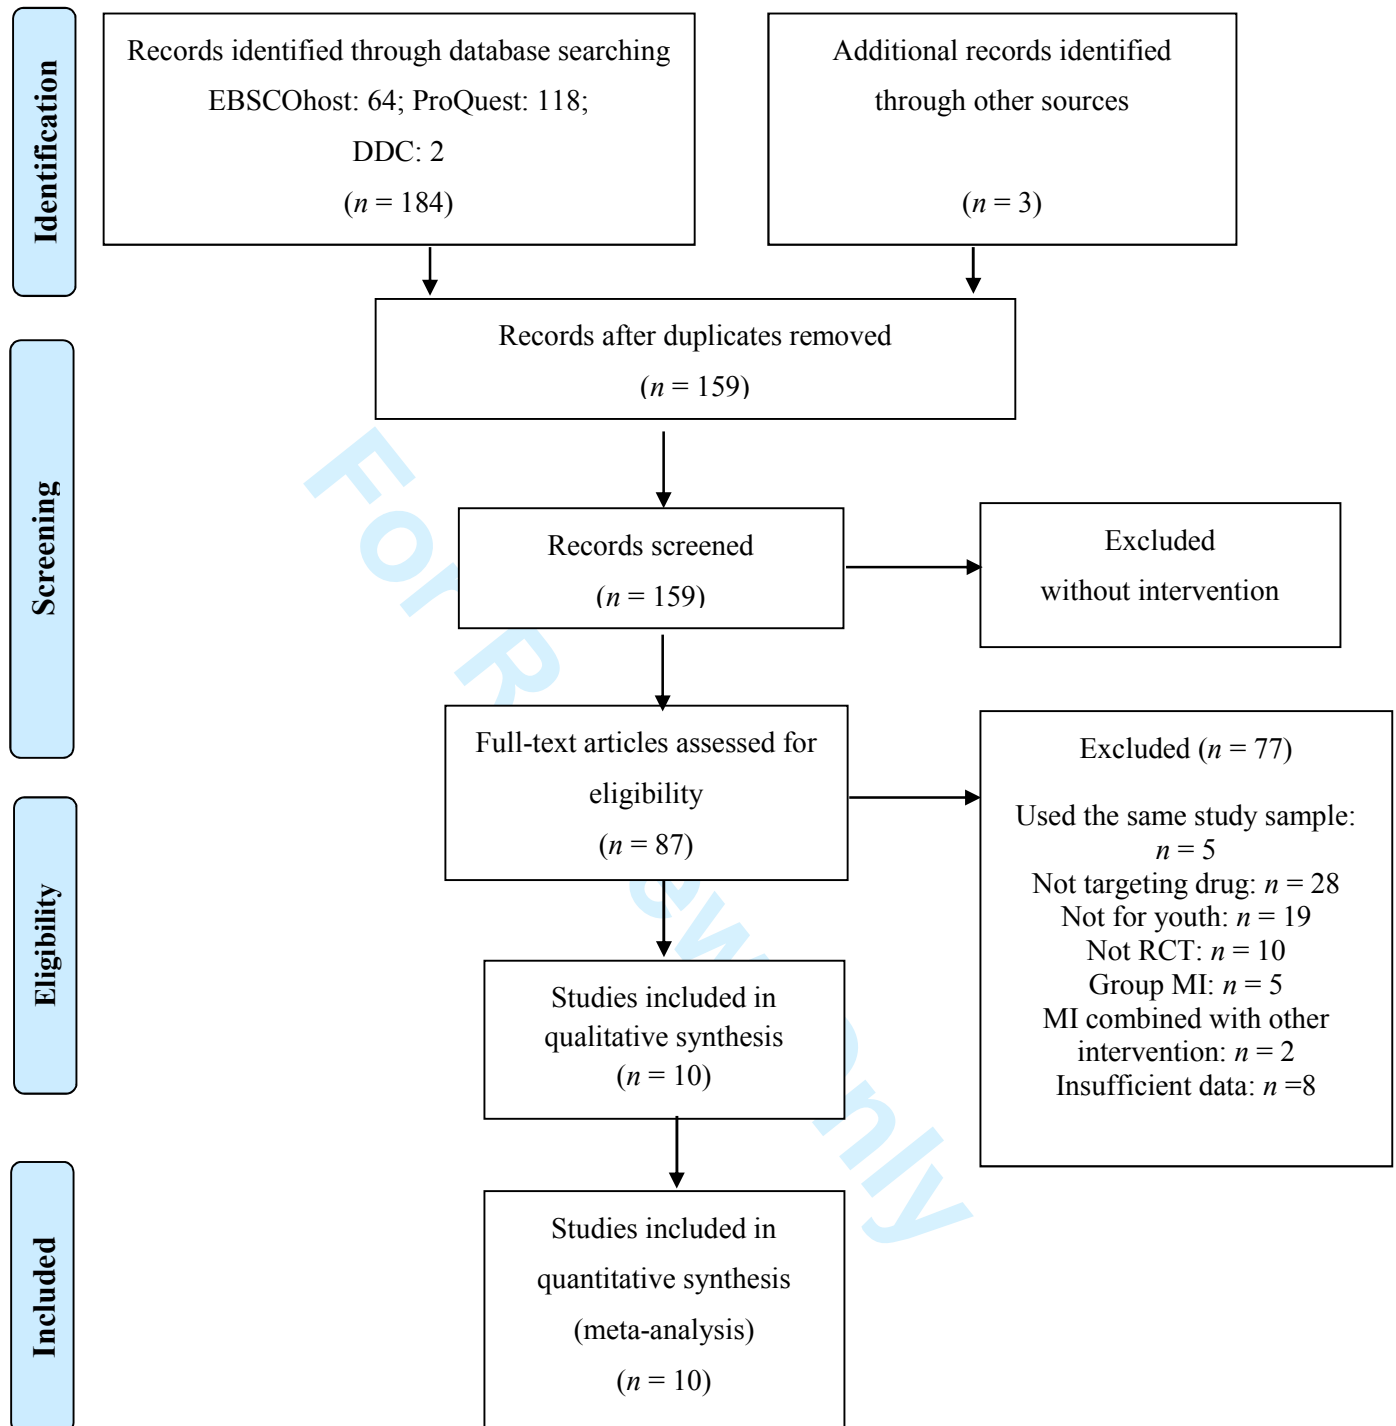 Identification
Records identified through database searching
EBSCOhost: 64; ProQuest: 118;
DDC: 2
(n = 184)
Additional records identified
through other sources
(n = 3)
Records after duplicates removed
(n = 159)
Screening
Records screened
(n = 159)
Excluded
without intervention
Full-text articles assessed for
eligibility
(n = 87)
Excluded (n = 77)
Used the same study sample:
n = 5
Not targeting drug: n = 28
Not for youth: n = 19
Not RCT: n = 10
Group MI: n = 5
MI combined with other
intervention: n = 2
Insufficient data: n =8
Eligibility
Studies included in
qualitative synthesis
(n = 10)
Included
Studies included in
quantitative synthesis
(meta-analysis)
(n = 10)
For Review Only